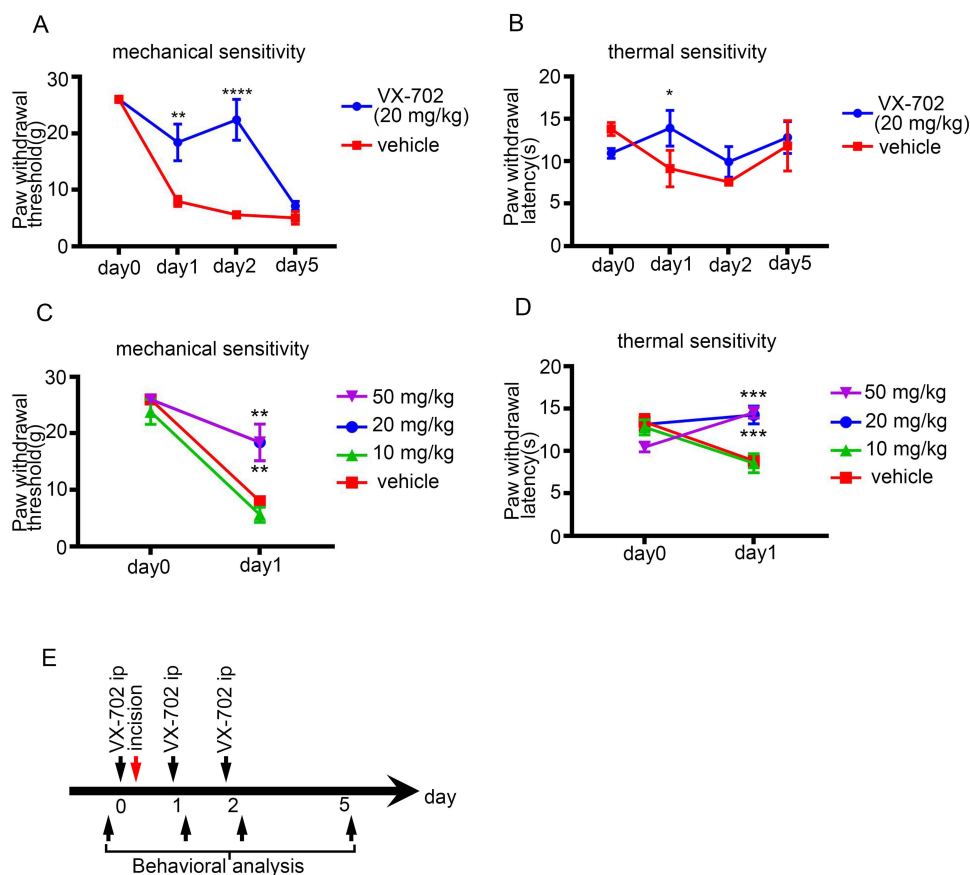 A
mechanical sensitivity
Paw withdrawal
threshold(g)
30
20
10
0
**
****
day0 day1 day2 day5
VX-702
(20 mg/kg)
vehicle
B
thermal sensitivity
Paw withdrawal
latency(s)
20
15
10
5
0
*
day0 day1 day2 day5
VX-702
(20 mg/kg)
vehicle
C
mechanical sensitivity
Paw withdrawal
threshold(g)
30
20
10
0
**
**
day0 day1
50 mg/kg
20 mg/kg
10 mg/kg
vehicle
D
thermal sensitivity
Paw withdrawal
latency(s)
20
15
10
5
0
***
***
day0 day1
50 mg/kg
20 mg/kg
10 mg/kg
vehicle
E
VX-702 ip
incision
VX-702 ip
VX-702 ip
0 1 2 5
day
Behavioral analysis